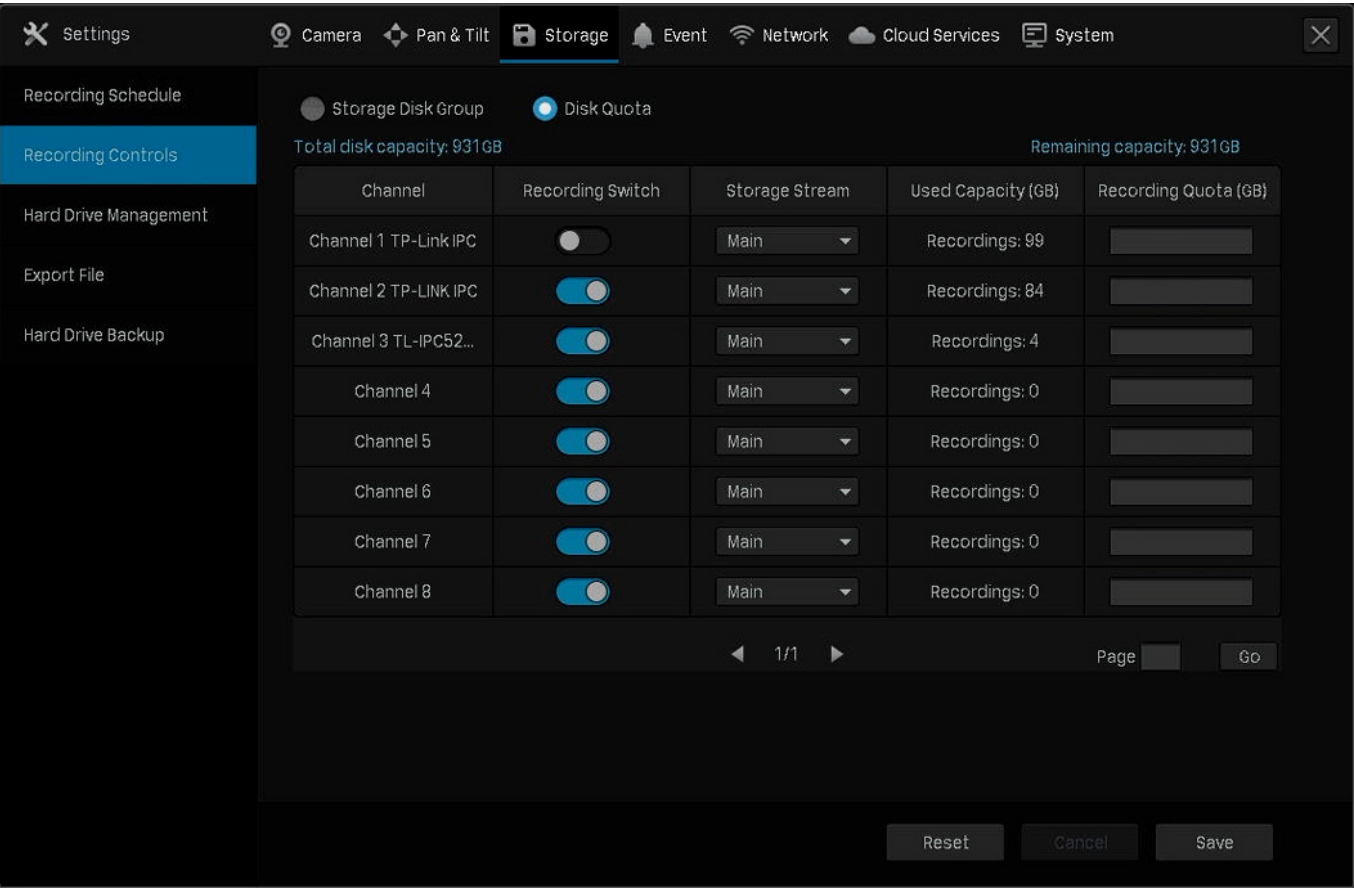 Settings
Camera Pan & Tilt Storage Event Network Cloud Services System
Recording Schedule
Recording Controls
Hard Drive Management
Export File
Hard Drive Backup
Storage Disk Group Disk Quota
Total disk capacity: 931GB Remaining capacity: 931GB
Channel Recording Switch Storage Stream Used Capacity (GB) Recording Quota (GB)
Channel 1 TP-Link IPC Main Recordings: 99
Channel 2 TP-LINK IPC Main Recordings: 84
Channel 3 TL-IPC52... Main Recordings: 4
Channel 4 Main Recordings: 0
Channel 5 Main Recordings: 0
Channel 6 Main Recordings: 0
Channel 7 Main Recordings: 0
Channel 8 Main Recordings: 0
1/1 Page Go
Reset Cancel Save